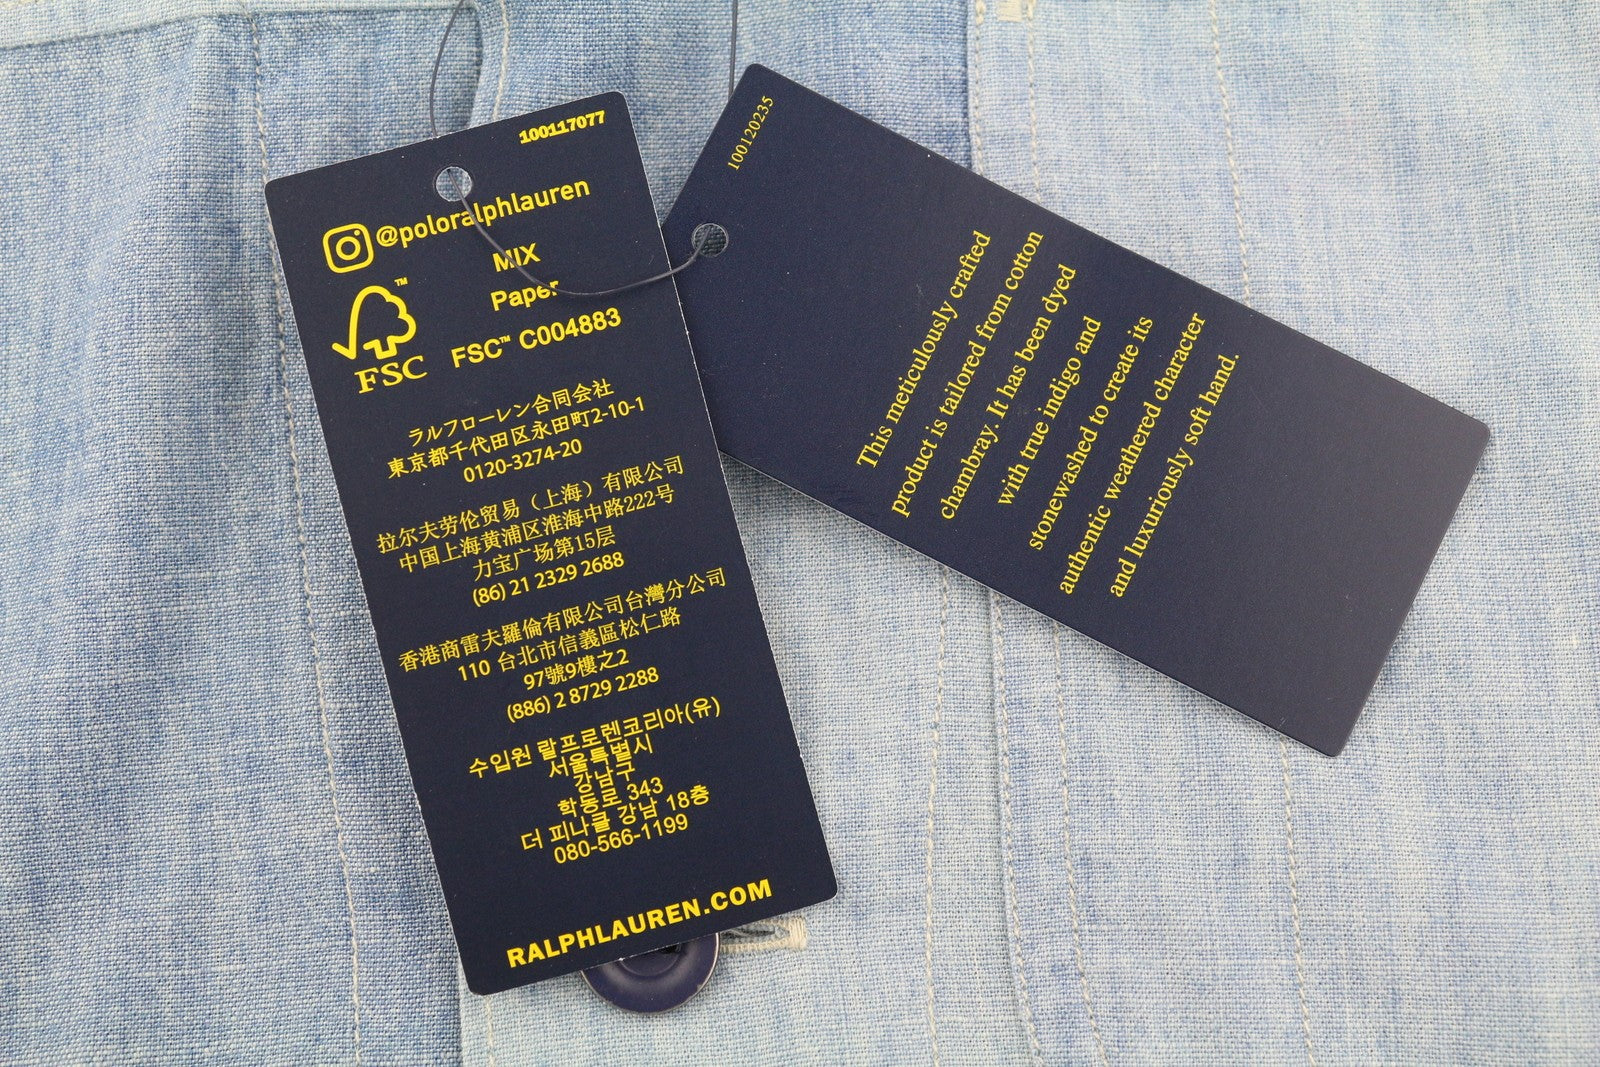 100117077
@poloralphlauren
MIX
Paper
FSC™ C004883
™
FSC
ラルフローレン合同会社
東京都千代田区永田町2-10-1
0120-3274-20
拉尔夫劳伦贸易（上海）有限公司
中国上海黄浦区淮海中路222号
力宝广场第15层
(86) 21 2329 2688
香港商雷夫羅倫有限公司台灣分公司
110 台北市信義區松仁路
97號9樓之2
(886) 2 8729 2288
수입원 랄프로렌코리아(유)
서울특별시
강남구
학동로 343
더 피나클 강남 18층
080-566-1199
RALPHLAUREN.COM
100120235
This meticulously crafted
product is tailored from cotton
chambray. It has been dyed
with true indigo and
stonewashed to create its
authentic weathered character
and luxuriously soft hand.